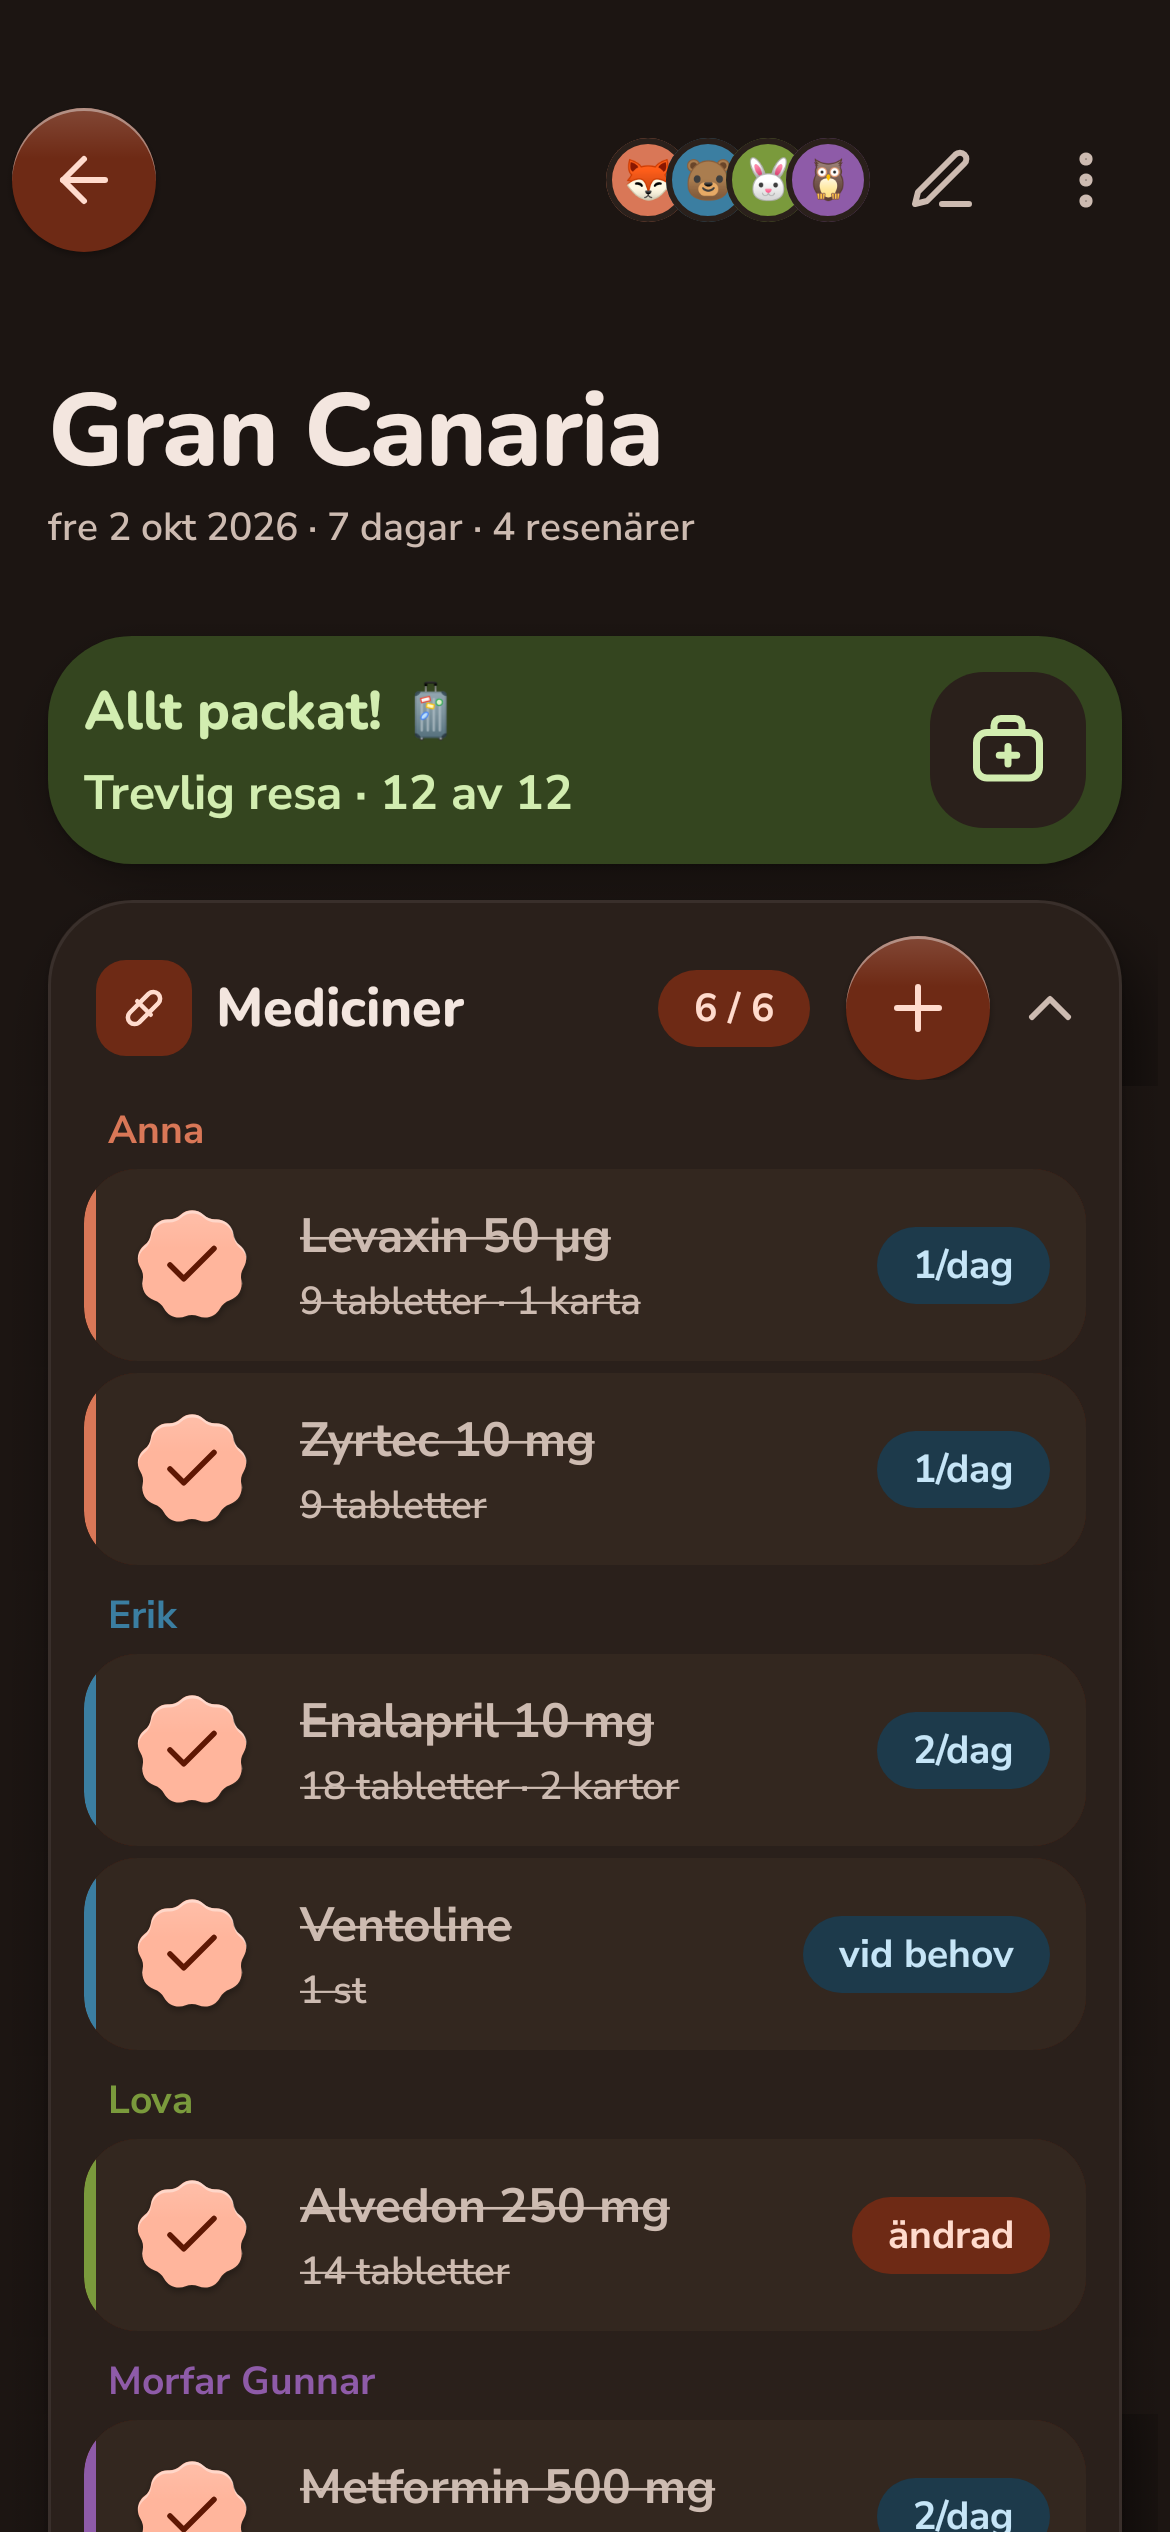 Gran Canaria
fre 2 okt 2026 · 7 dagar · 4 resenärer
Allt packat! 🧳
Trevlig resa · 12 av 12
Mediciner
6 / 6
Anna
Levaxin 50 µg
1/dag
9 tabletter · 1 karta
Zyrtec 10 mg
1/dag
9 tabletter
Erik
Enalapril 10 mg
2/dag
18 tabletter · 2 kartor
Ventoline
vid behov
1 st
Lova
Alvedon 250 mg
ändrad
14 tabletter
Morfar Gunnar
Metformin 500 mg
2/dag